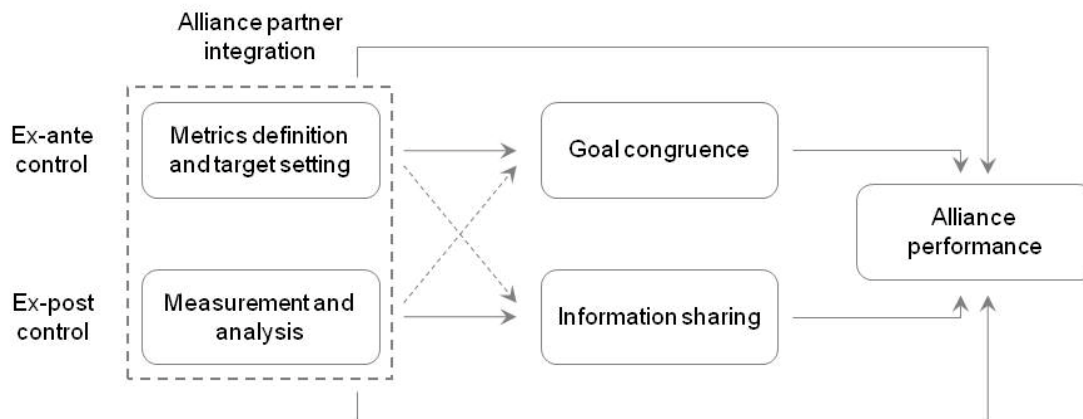 Alliance partner
integration
Ex-ante
control
Metrics definition
and target setting
Goal congruence
Alliance
performance
Ex-post
control
Measurement and
analysis
Information sharing